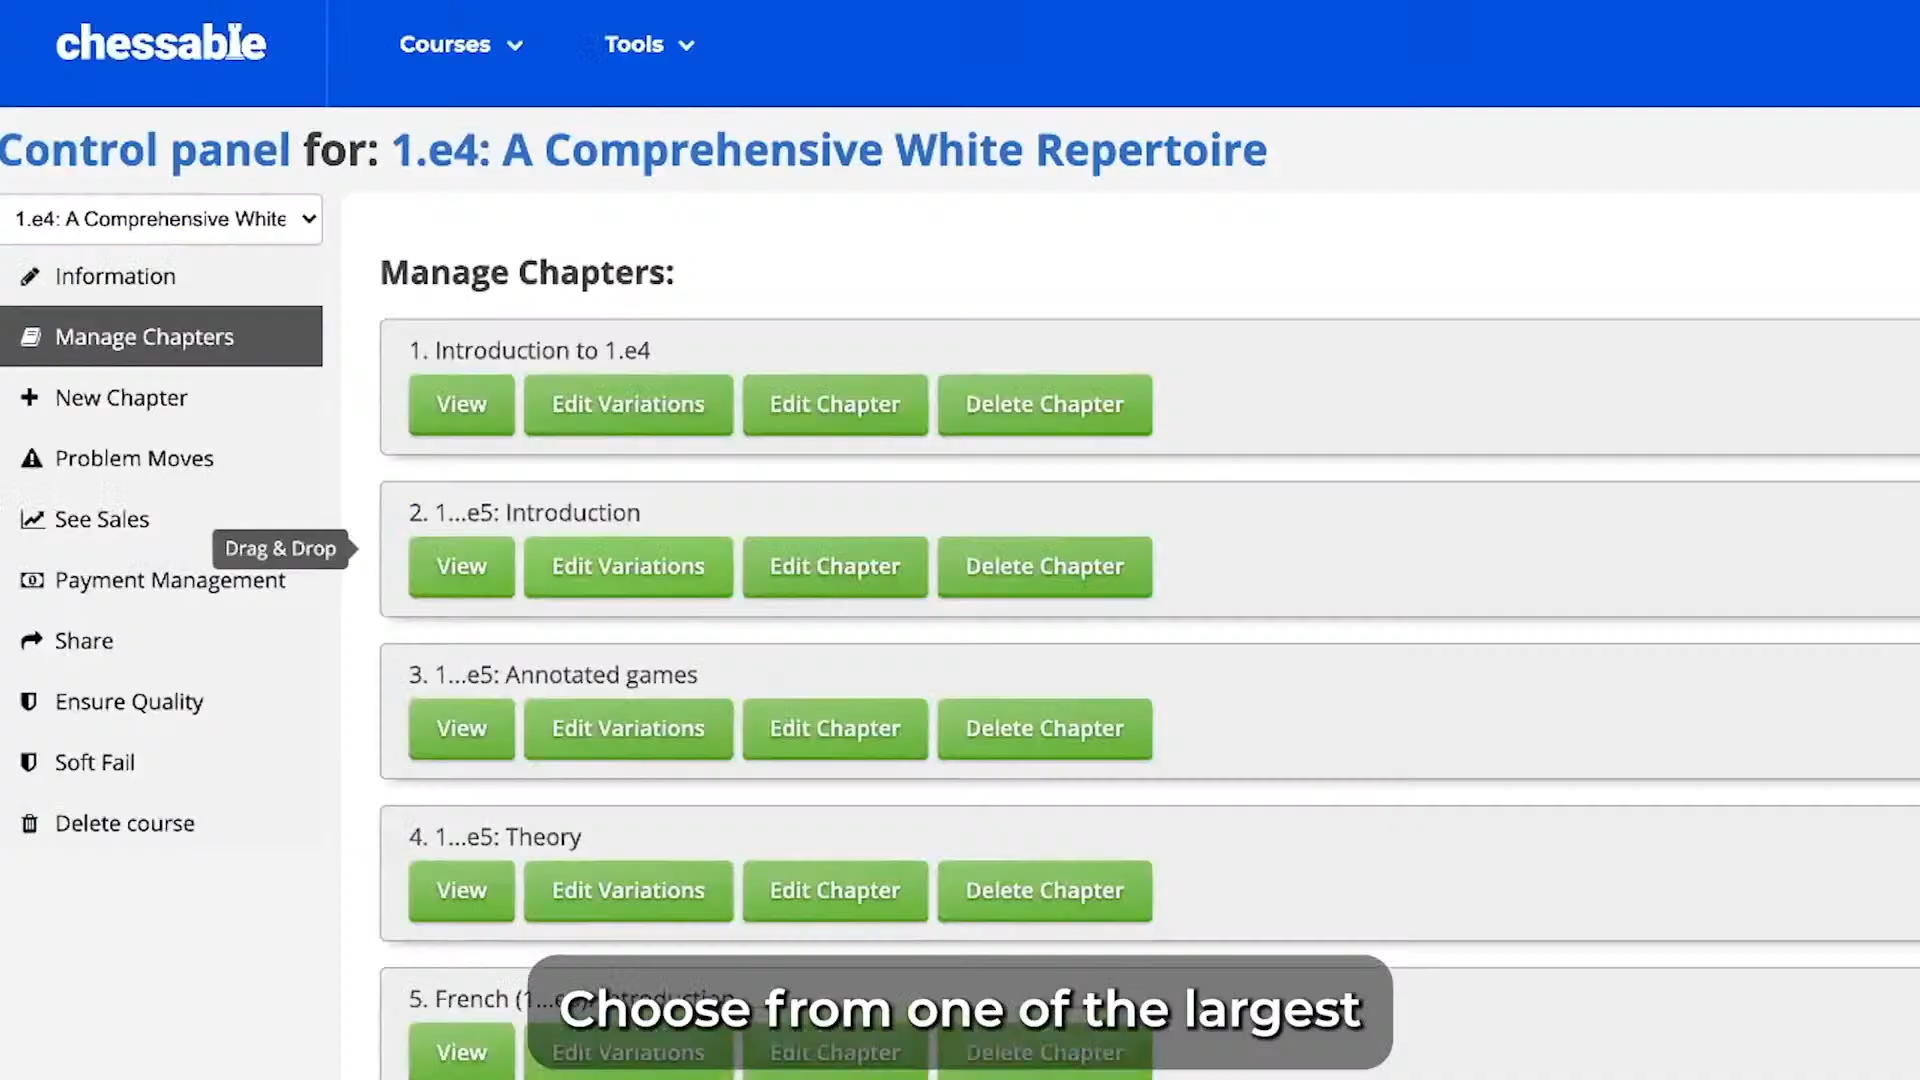 chessable
Courses
Tools
Control panel for: 1.e4: A Comprehensive White Repertoire
1.e4: A Comprehensive White
Information
Manage Chapters
New Chapter
Problem Moves
See Sales
Drag & Drop
Payment Management
Share
Ensure Quality
Soft Fail
Delete course
Manage Chapters:
1. Introduction to 1.e4
View Edit Variations Edit Chapter Delete Chapter
2. 1...e5: Introduction
View Edit Variations Edit Chapter Delete Chapter
3. 1...e5: Annotated games
View Edit Variations Edit Chapter Delete Chapter
4. 1...e5: Theory
View Edit Variations Edit Chapter Delete Chapter
5. French (1...e6): Introduction
Choose from one of the largest
View Edit Variations Edit Chapter Delete Chapter